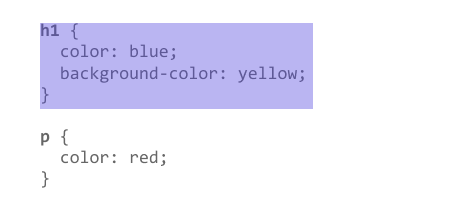 h1 {
  color: blue;
  background-color: yellow;
}

p {
  color: red;
}